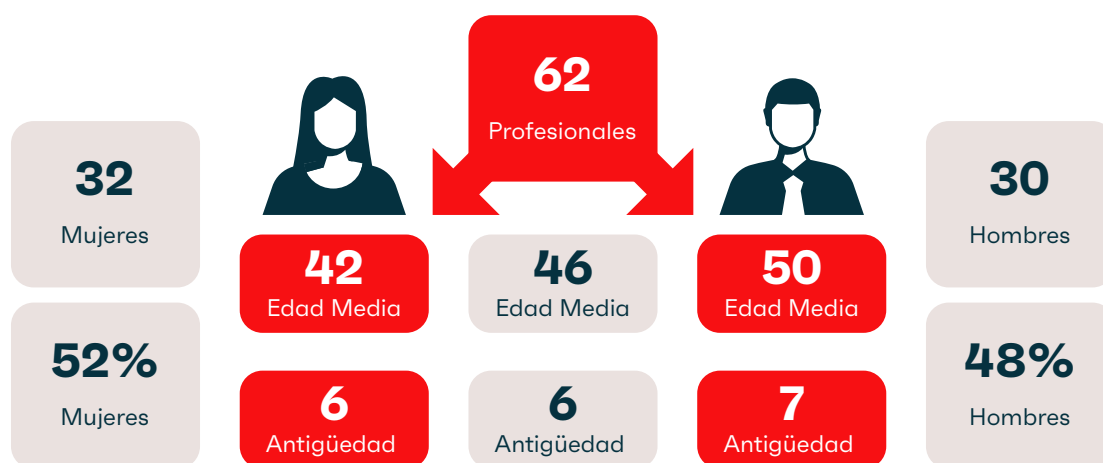 62
Profesionales
32
Mujeres
30
Hombres
42
Edad Media
46
Edad Media
50
Edad Media
52%
Mujeres
48%
Hombres
6
Antigüedad
6
Antigüedad
7
Antigüedad